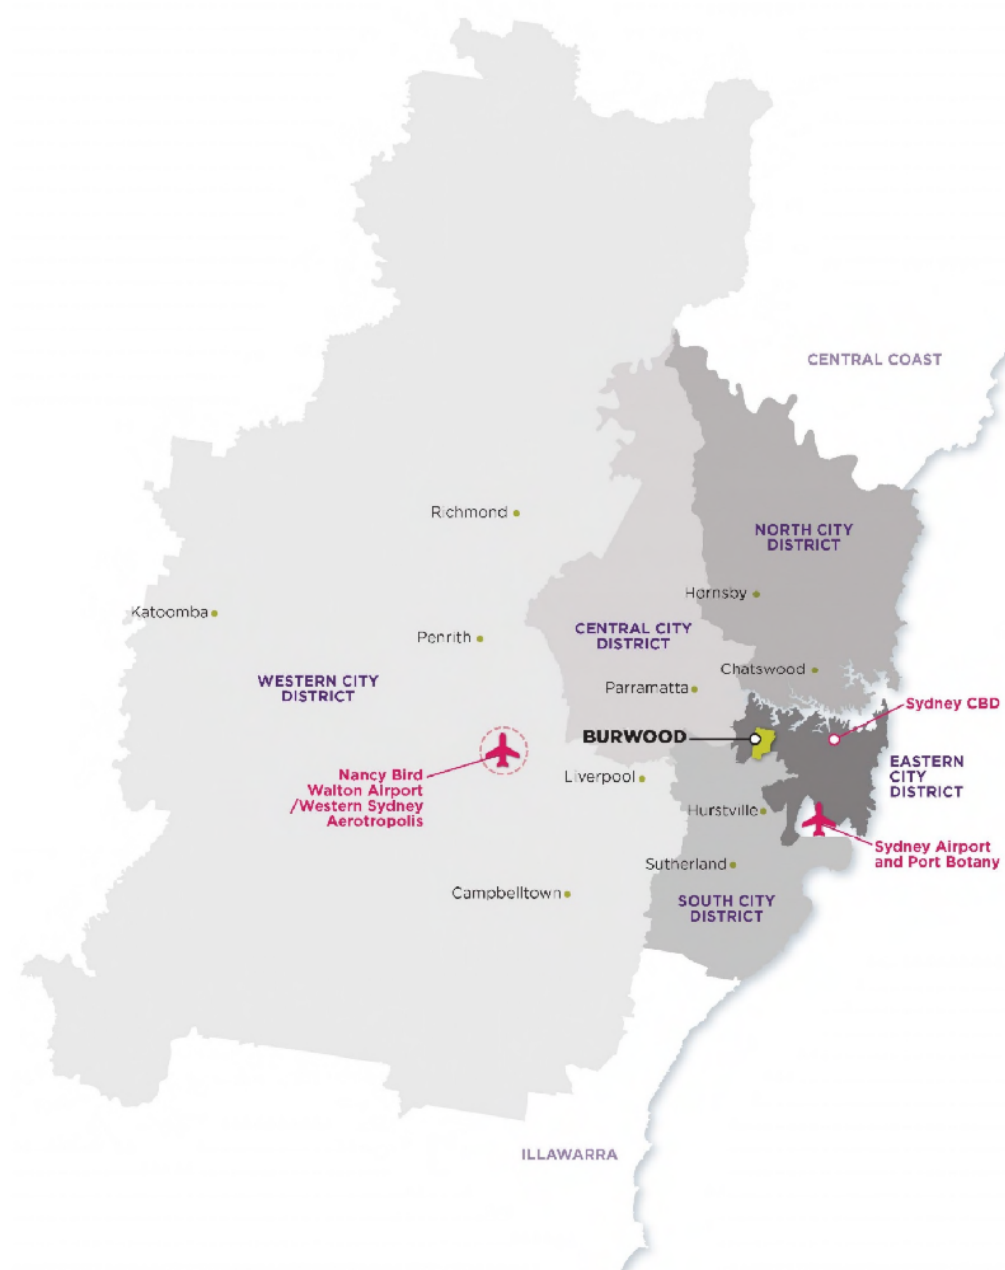 CENTRAL COAST
Richmond
NORTH CITY
DISTRICT
Hornsby
Katoomba
CENTRAL CITY
DISTRICT
Penrith
Chatswood
WESTERN CITY
DISTRICT
Parramatta
Sydney CBD
BURWOOD
EASTERN
CITY
DISTRICT
Nancy Bird
Walton Airport
/Western Sydney
Aerotropolis
Liverpool
Hurstville
Sydney Airport
and Port Botany
Sutherland
Campbelltown
SOUTH CITY
DISTRICT
ILLAWARRA